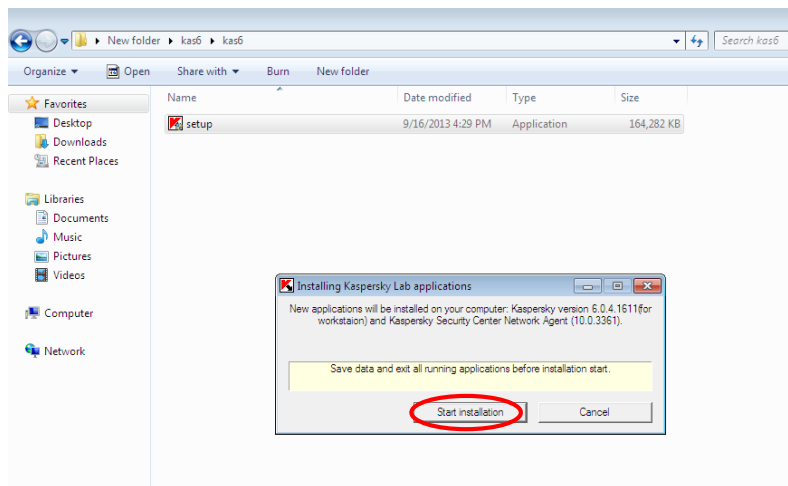 New folder ▸ kas6 ▸ kas6
Search kas6
Organize
Open
Share with
Burn
New folder
Favorites
Desktop
Downloads
Recent Places
Libraries
Documents
Music
Pictures
Videos
Computer
Network
Name Date modified Type Size
setup 9/16/2013 4:29 PM Application 164,282 KB
Installing Kaspersky Lab applications
New applications will be installed on your computer: Kaspersky version 6.0.4.1611(for
workstaion) and Kaspersky Security Center Network Agent (10.0.3361).
Save data and exit all running applications before installation start.
Start installation
Cancel